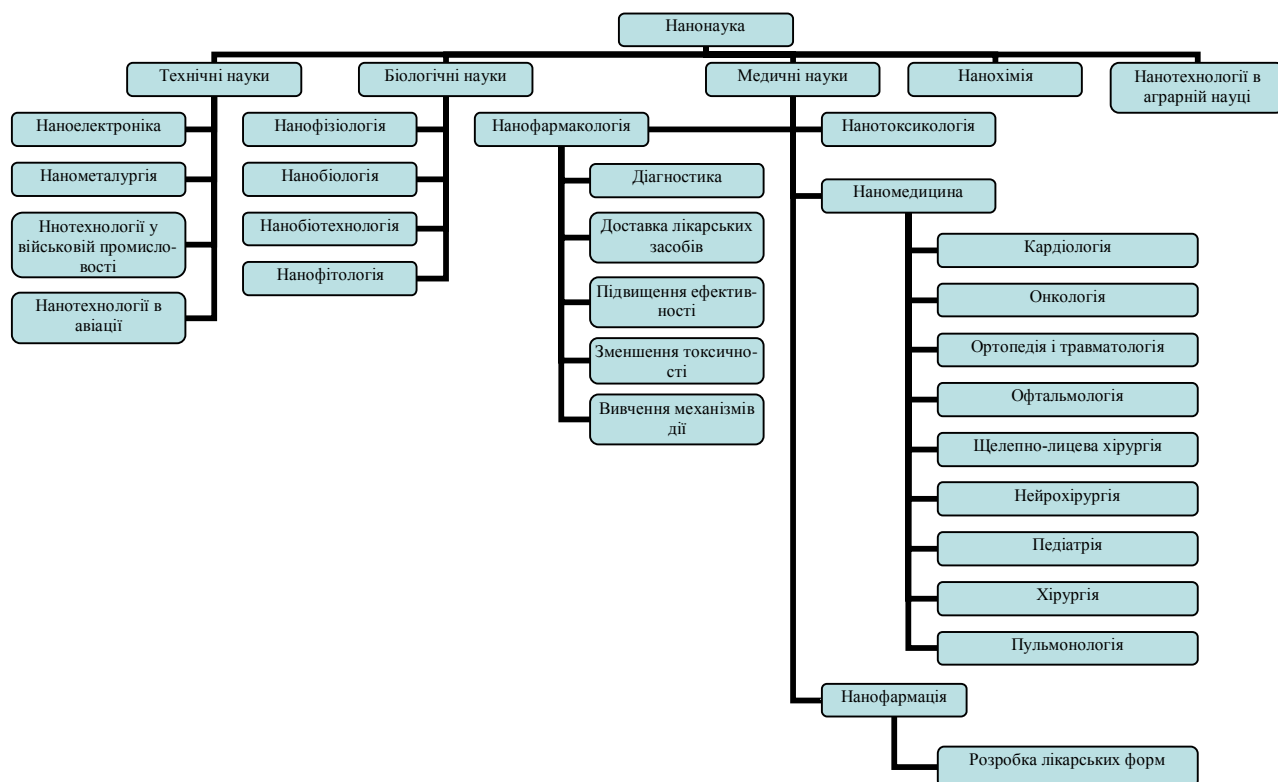 Нанонаука
Технічні науки
Біологічні науки
Медичні науки
Нанохімія
Нанотехнології в
аграрній науці
Наноелектроніка
Нанометалургія
Ннотехнології у
військовій промисло-
вості
Нанотехнології в
авіації
Нанофізіологія
Нанобіологія
Нанобіотехнологія
Нанофітологія
Нанофармакологія
Діагностика
Доставка лікарських
засобів
Підвищення ефектив-
ності
Зменшення токсично-
сті
Вивчення механізмів
дії
Нанотоксикологія
Наномедицина
Кардіологія
Онкологія
Ортопедія і травматологія
Офтальмологія
Щелепно-лицева хірургія
Нейрохірургія
Педіатрія
Хірургія
Пульмонологія
Нанофармація
Розробка лікарських форм